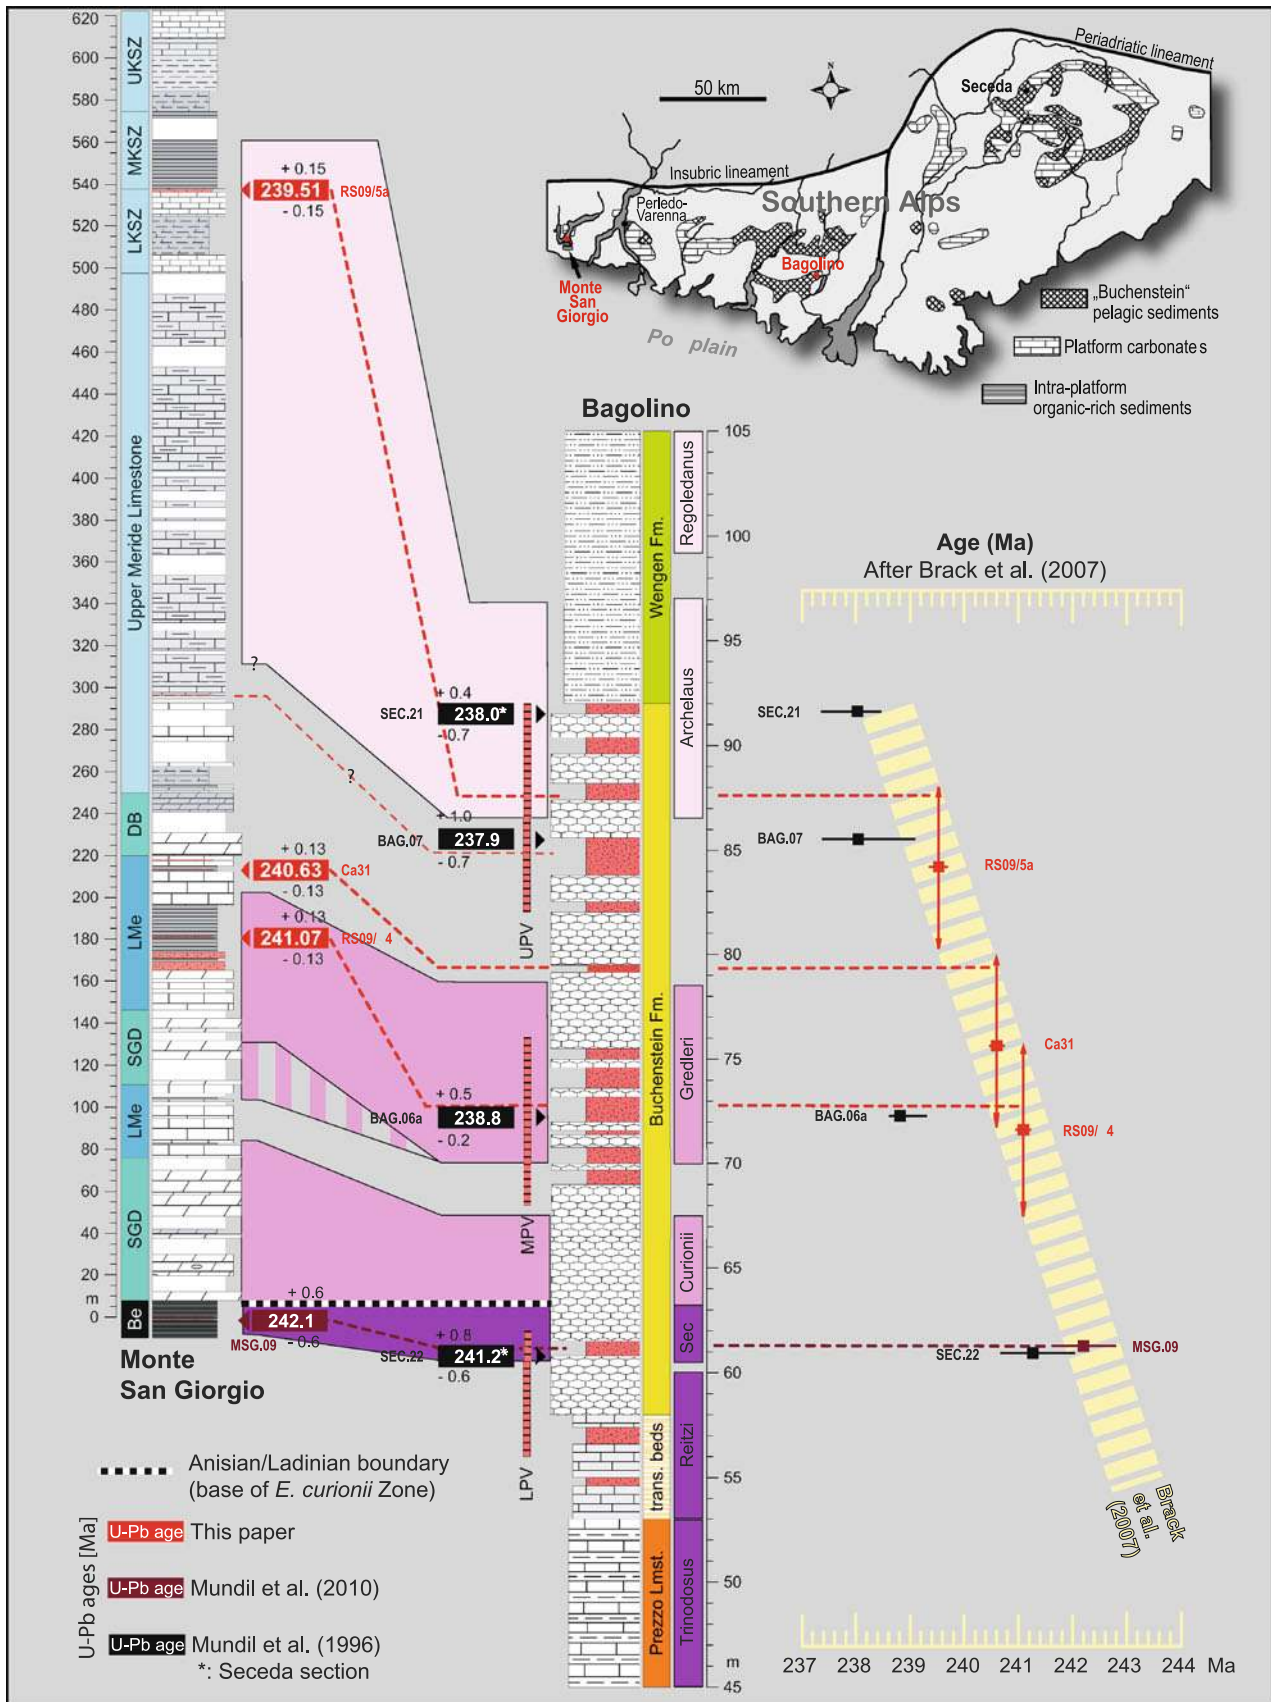 620
600
580
560
540
520
500
480
460
440
420
400
380
360
340
320
300
280
260
240
220
200
180
160
140
120
100
80
60
40
20
m
0
UKSZ
MKSZ
LKSZ
Upper Meride Limestone
DB
LMe
SGD
LMe
SGD
Be
Monte
San Giorgio
+ 0.15
239.51 RS09/5a
- 0.15
?
?
+ 0.4
SEC.21 238.0*
- 0.7
+ 1.0
BAG.07 237.9
- 0.7
+ 0.13
240.63 Ca31
- 0.13
+ 0.13
241.07 RS09/ 4
- 0.13
+ 0.5
BAG.06a 238.8
- 0.2
+ 0.6
242.1
MSG.09 - 0.6
+ 0.8
SEC.22 241.2*
- 0.6
UPV
MPV
LPV
50 km
N
Periadriatic lineament
Seceda
Insubric lineament
Southern Alps
Perledo-
Varenna
Bagolino
Monte
San
Giorgio
Po plain
„Buchenstein“
pelagic sediments
Platform carbonates
Intra-platform
organic-rich sediments
Bagolino
Wengen Fm.
Buchenstein Fm.
trans. beds
Prezzo Lmst.
Regoledanus
Archelaus
Gredleri
Curionii
Sec
Reitzi
Trinodosus
105
100
95
90
85
80
75
70
65
60
55
50
m
45
Age (Ma)
After Brack et al. (2007)
SEC.21
BAG.07
RS09/5a
Ca31
BAG.06a
RS09/ 4
SEC.22
MSG.09
Brack
et al.
(2007)
237 238 239 240 241 242 243 244 Ma
Anisian/Ladinian boundary
(base of E. curionii Zone)
U-Pb ages [Ma]
U-Pb age This paper
U-Pb age Mundil et al. (2010)
U-Pb age Mundil et al. (1996)
*: Seceda section